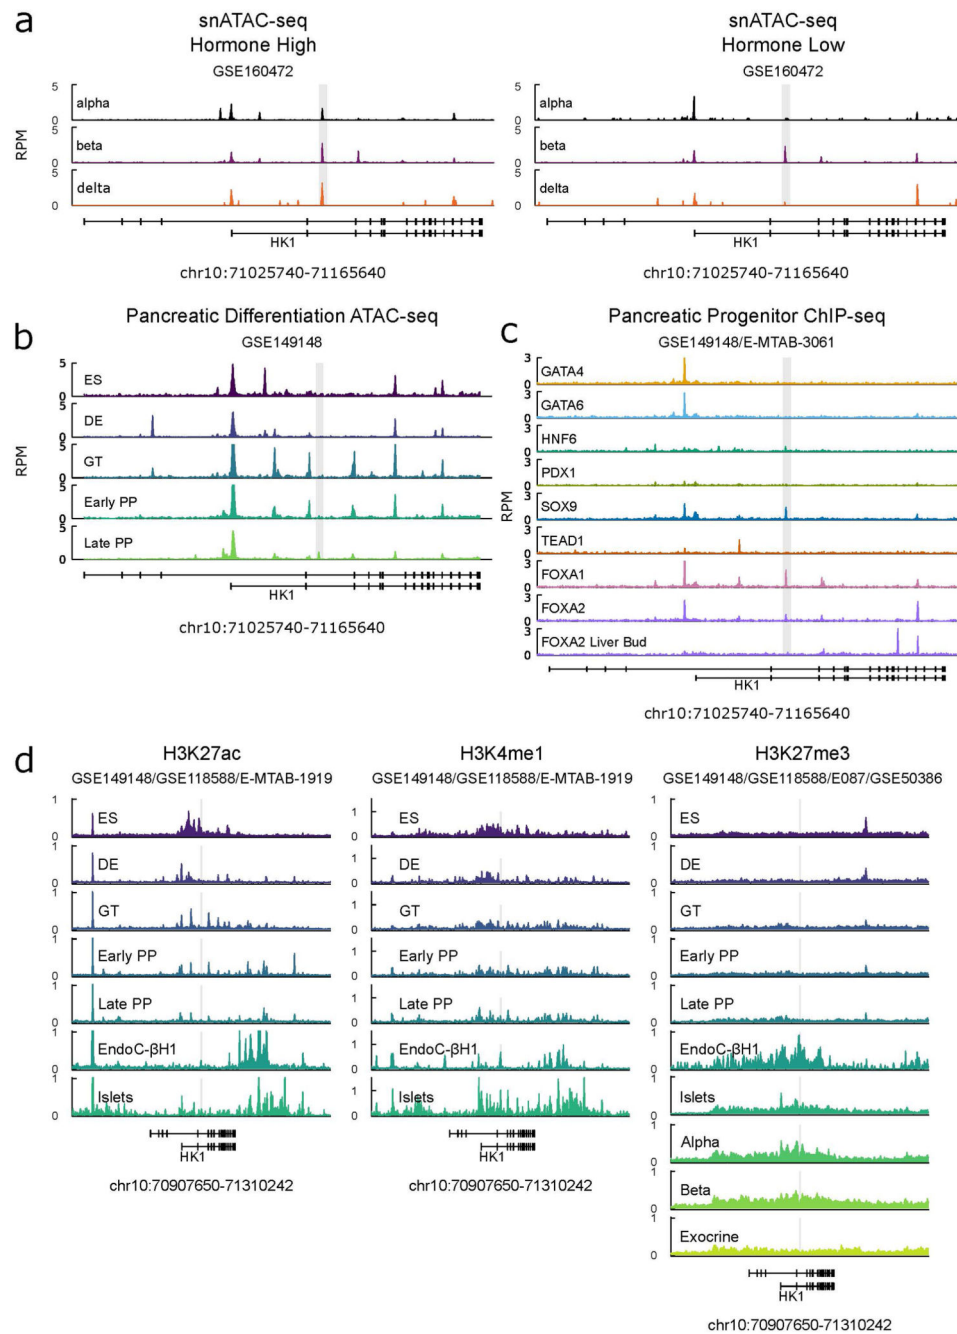 a
snATAC-seq
Hormone High
GSE160472
RPM
5
0
alpha
5
0
beta
5
0
delta
HK1
chr10:71025740-71165640
snATAC-seq
Hormone Low
GSE160472
5
0
alpha
5
0
beta
5
0
delta
HK1
chr10:71025740-71165640
b
Pancreatic Differentiation ATAC-seq
GSE149148
RPM
5
0
ES
5
0
DE
5
0
GT
5
0
Early PP
5
0
Late PP
HK1
chr10:71025740-71165640
c
Pancreatic Progenitor ChIP-seq
GSE149148/E-MTAB-3061
RPM
3
0
GATA4
3
0
GATA6
3
0
HNF6
3
0
PDX1
3
0
SOX9
3
0
TEAD1
3
0
FOXA1
3
0
FOXA2
3
0
FOXA2 Liver Bud
HK1
chr10:71025740-71165640
d
H3K27ac
GSE149148/GSE118588/E-MTAB-1919
1
0
ES
1
0
DE
1
0
GT
1
0
Early PP
1
0
Late PP
1
0
EndoC-βH1
1
0
Islets
HK1
chr10:70907650-71310242
H3K4me1
GSE149148/GSE118588/E-MTAB-1919
1
0
ES
1
0
DE
1
0
GT
1
0
Early PP
1
0
Late PP
1
0
EndoC-βH1
1
0
Islets
HK1
chr10:70907650-71310242
H3K27me3
GSE149148/GSE118588/E087/GSE50386
1
0
ES
1
0
DE
1
0
GT
1
0
Early PP
1
0
Late PP
1
0
EndoC-βH1
1
0
Islets
1
0
Alpha
1
0
Beta
1
0
Exocrine
HK1
chr10:70907650-71310242